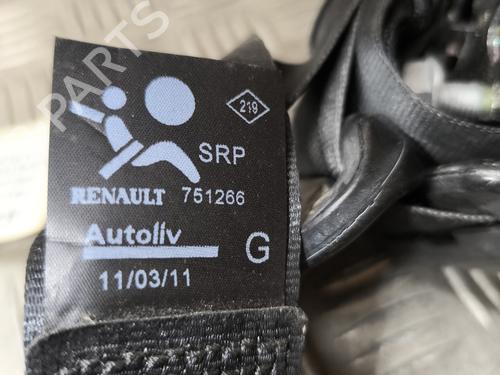 219
SRP
RENAULT 751266
Autoliv
G
11/03/11
PARTS